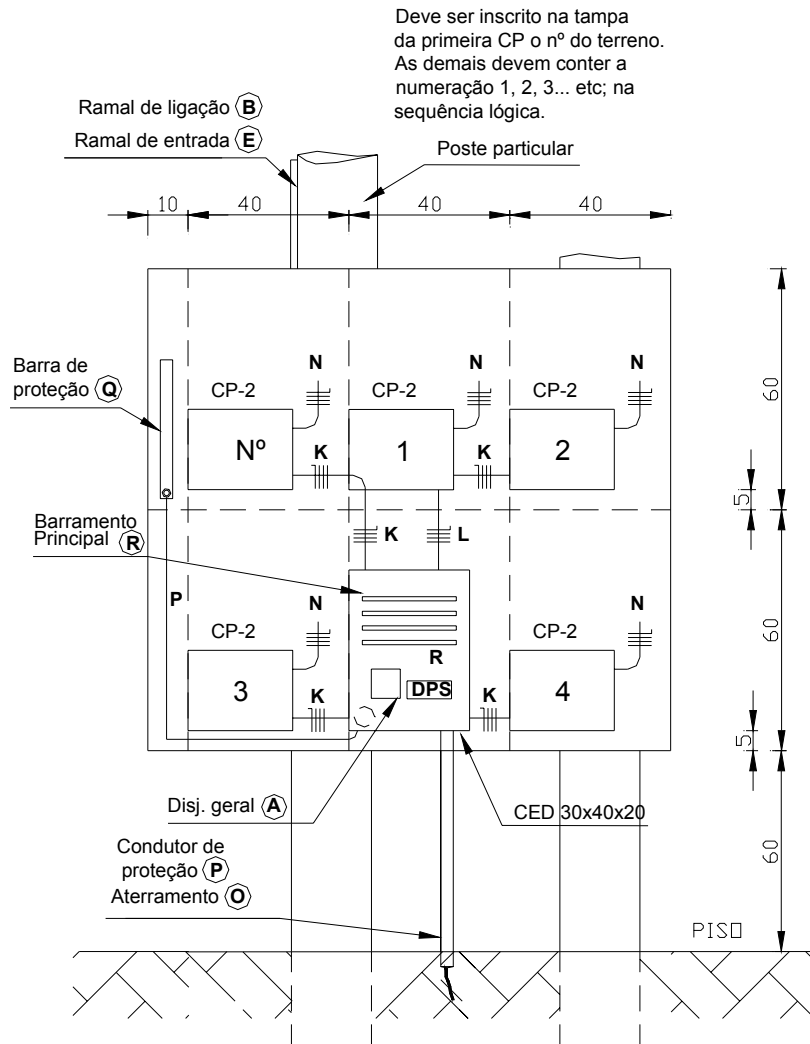 Deve ser inscrito na tampa
da primeira CP o nº do terreno.
As demais devem conter a
numeração 1, 2, 3... etc; na
sequência lógica.
Ramal de ligação B
Ramal de entrada E
Poste particular
10
40
40
40
Barra de
proteção Q
CP-2
N
CP-2
N
CP-2
N
Nº
K
1
K
2
60
5
Barramento
Principal R
K
L
P
CP-2
N
R
DPS
CP-2
N
3
K
K
4
60
5
Disj. geral A
CED 30x40x20
Condutor de
proteção P
Aterramento O
60
PISO